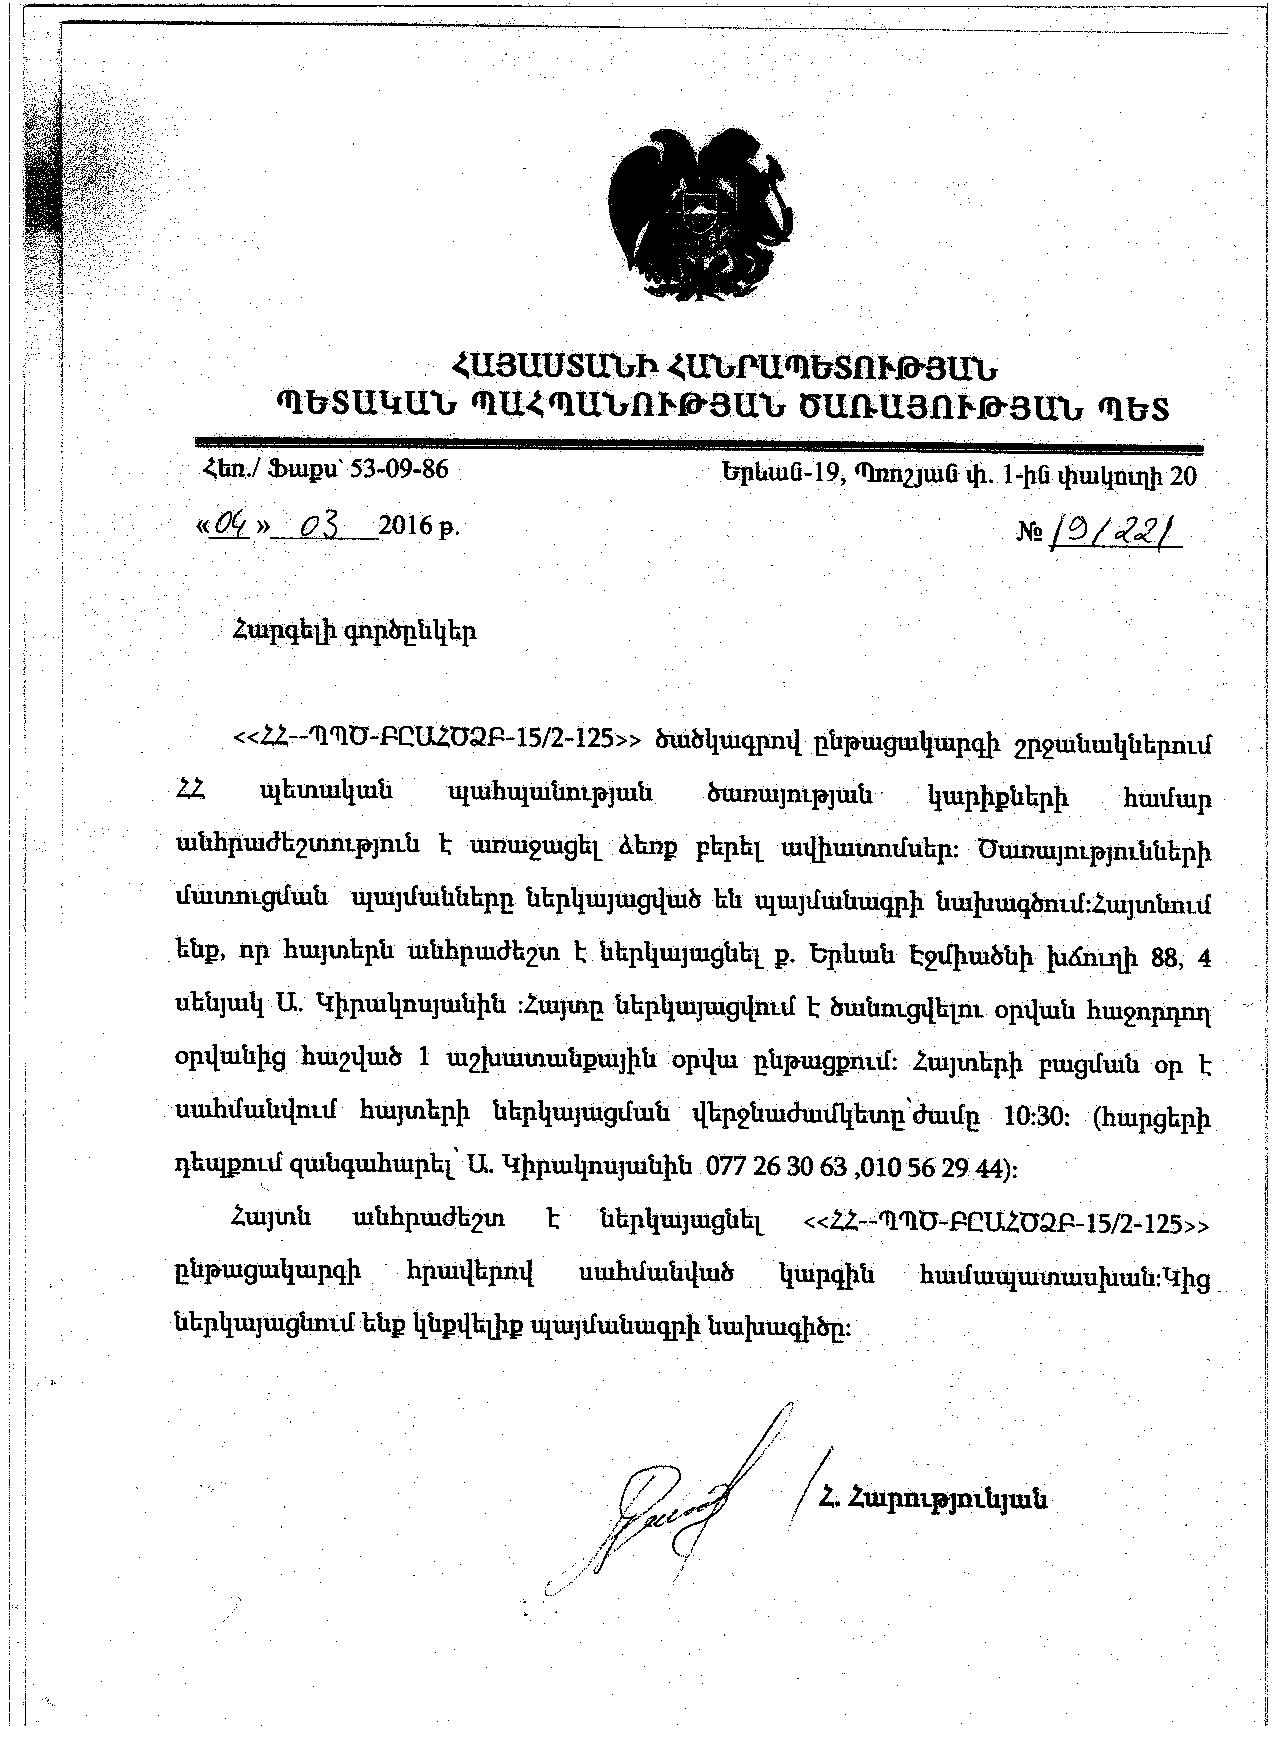 ՀԱՅԱՍՏԱՆԻ ՀԱՆՐԱՊԵՏՈՒԹՅԱՆ
ՊԵՏԱԿԱՆ ՊԱՀՊԱՆՈՒԹՅԱՆ ԾԱՌԱՅՈՒԹՅԱՆ ՊԵՏ
Հեռ./ Ֆաքս՝ 53-09-86 Երևան-19, Պռոշյան փ. 1-ին փակուղի 20
«04» 03 2016 թ. № 19/221
Հարգելի գործընկեր
<<ՀՀ--ՊՊԾ-ԲԸԱՀԾՁԲ-15/2-125>> ծածկագրով ընթացակարգի շրջանակներում
ՀՀ պետական պահպանության ծառայության կարիքների համար
անհրաժեշտություն է առաջացել ձեռք բերել ավիատոմսեր: Ծառայությունների
մատուցման պայմանները ներկայացված են պայմանագրի նախագծում:Հայտնում
ենք, որ հայտերն անհրաժեշտ է ներկայացնել ք. Երևան Էջմիածնի խճուղի 88, 4
սենյակ Ա. Կիրակոսյանին :Հայտը ներկայացվում է ծանուցվելու օրվան հաջորդող
օրվանից հաշված 1 աշխատանքային օրվա ընթացքում: Հայտերի բացման օր է
սահմանվում հայտերի ներկայացման վերջնաժամկետը՝ժամը 10:30: (հարցերի
դեպքում զանգահարել՝ Ա. Կիրակոսյանին 077 26 30 63 ,010 56 29 44):
Հայտն անհրաժեշտ է ներկայացնել <<ՀՀ--ՊՊԾ-ԲԸԱՀԾՁԲ-15/2-125>>
ընթացակարգի հրավերով սահմանված կարգին համապատասխան:Կից
ներկայացնում ենք կնքվելիք պայմանագրի նախագիծը:
/Հ. Հարությունյան